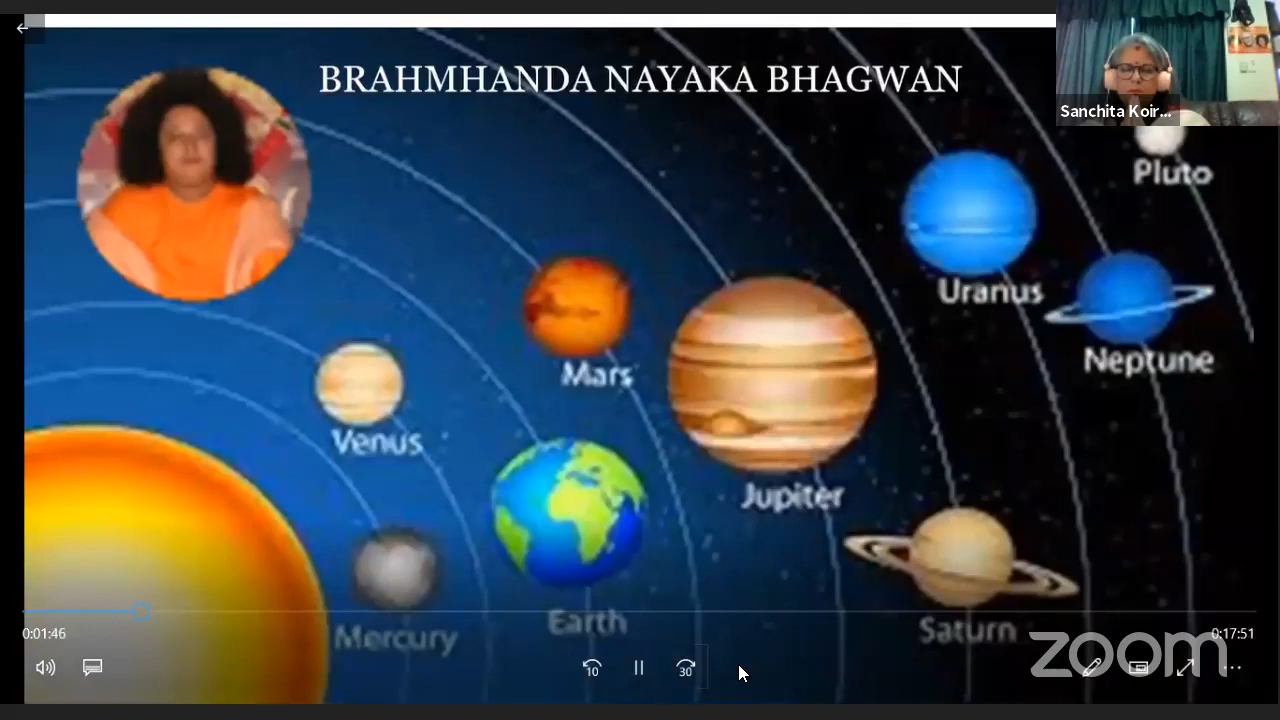 BRAHMHANDA NAYAKA BHAGWAN
Sanchita Koir...
Pluto
Uranus
Neptune
Mars
Venus
Jupiter
Earth
Mercury
Saturn
0:01:46
0:17:51
10
30
zoom